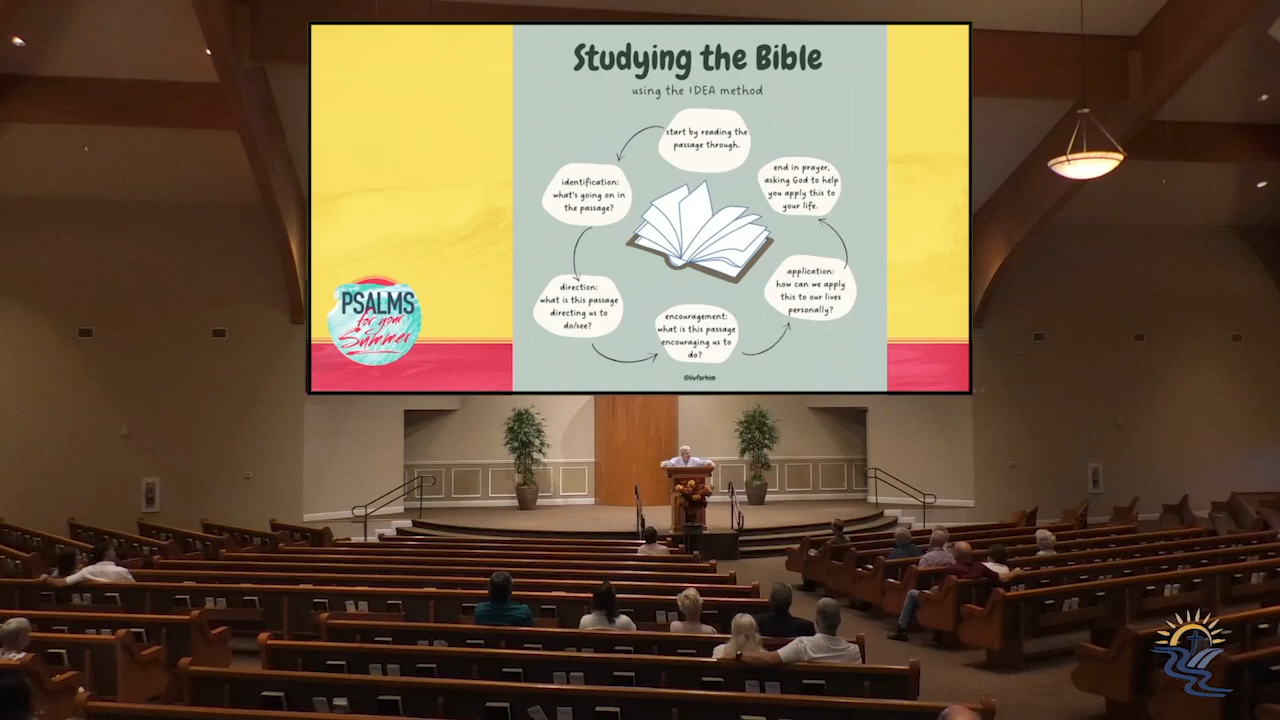 Studying the Bible
using the IDEA method
start by reading the
passage through.
identification:
what's going on in
the passage?
direction:
what is this passage
directing us to
do/see?
encouragement:
what is this passage
encouraging us to
do?
application:
how can we apply
this to our lives
personally?
end in prayer,
asking God to help
you apply this to
your life.
@livforhim
PSALMS
for your
Summer